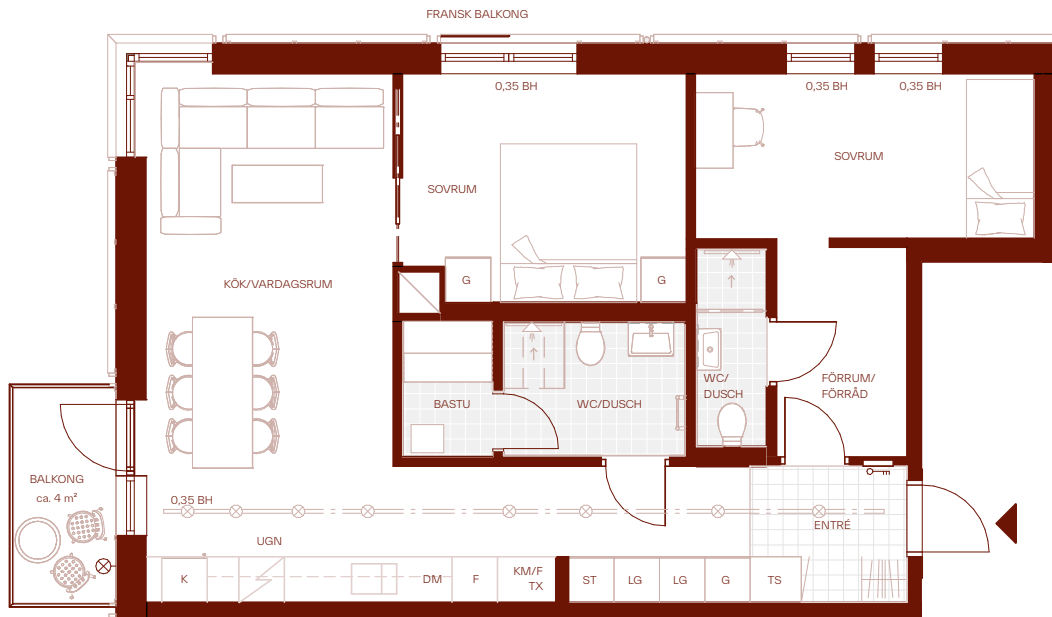 FRANSK BALKONG
0,35 BH
0,35 BH
0,35 BH
SOVRUM
SOVRUM
KÖK/VARDAGSRUM
G
G
WC/
DUSCH
FÖRRUM/
FÖRRÅD
BASTU
WC/DUSCH
BALKONG
ca. 4 m²
0,35 BH
ENTRÉ
UGN
K
DM
F
KM/F
TX
ST
LG
LG
G
TS